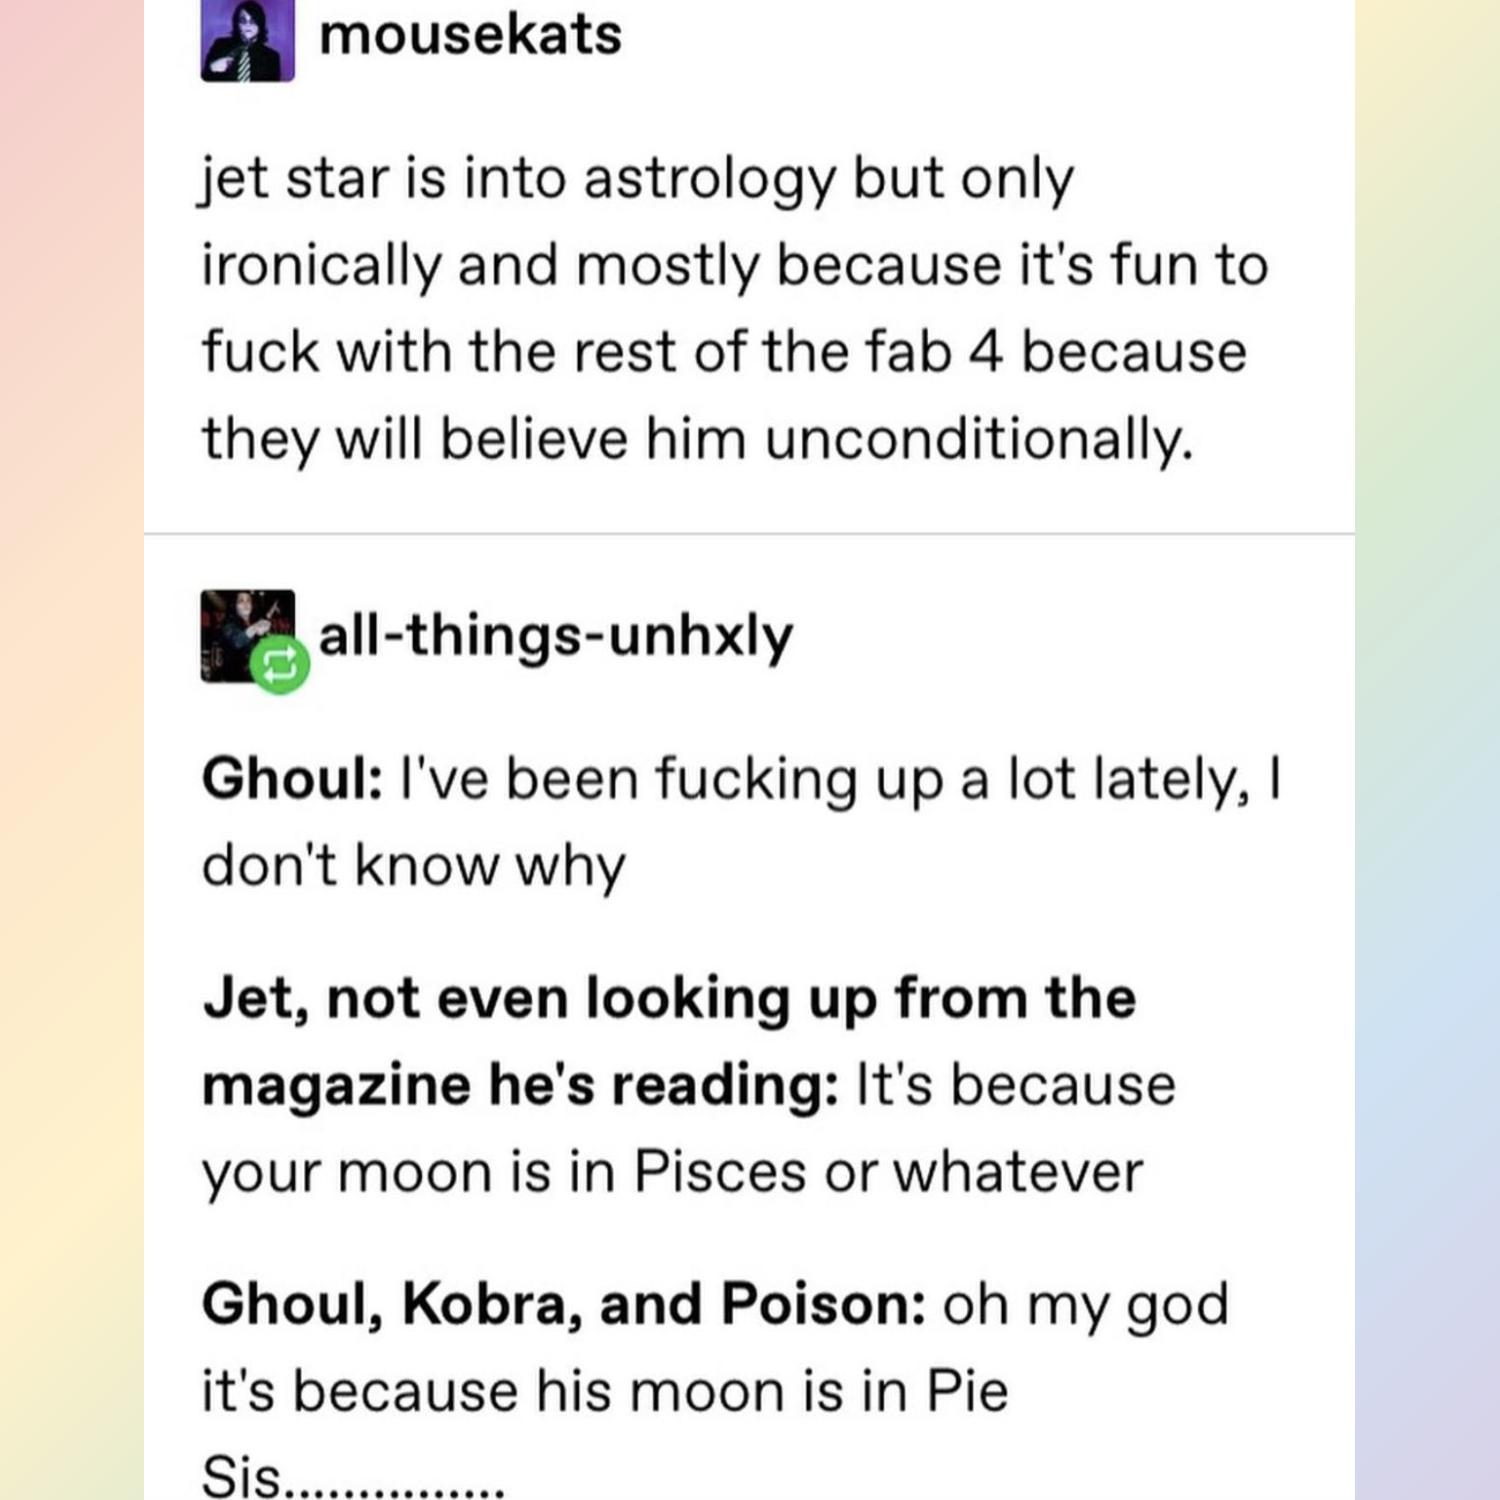 mousekats
jet star is into astrology but only
ironically and mostly because it's fun to
fuck with the rest of the fab 4 because
they will believe him unconditionally.
all-things-unhxly
Ghoul: I've been fucking up a lot lately, I
don't know why
Jet, not even looking up from the
magazine he's reading: It's because
your moon is in Pisces or whatever
Ghoul, Kobra, and Poison: oh my god
it's because his moon is in Pie
Sis...............